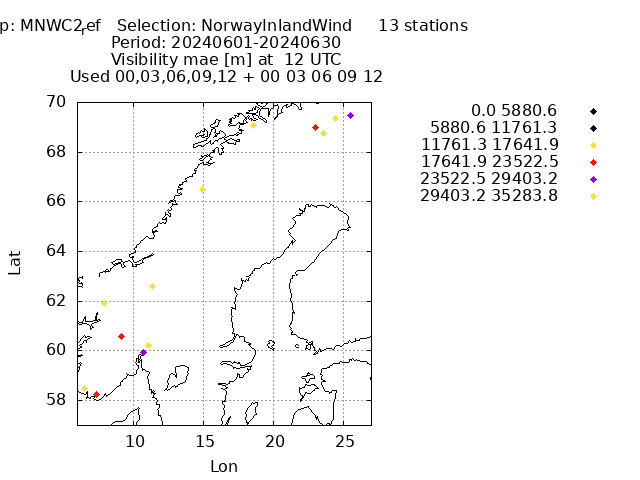 p: MNWC2ref Selection: NorwayInlandWind 13 stations
Period: 20240601-20240630
Visibility mae [m] at 12 UTC
Used 00,03,06,09,12 + 00 03 06 09 12
0.0 5880.6
5880.6 11761.3
11761.3 17641.9
17641.9 23522.5
23522.5 29403.2
29403.2 35283.8
70
68
66
64
62
60
58
Lat
10 15 20 25
Lon